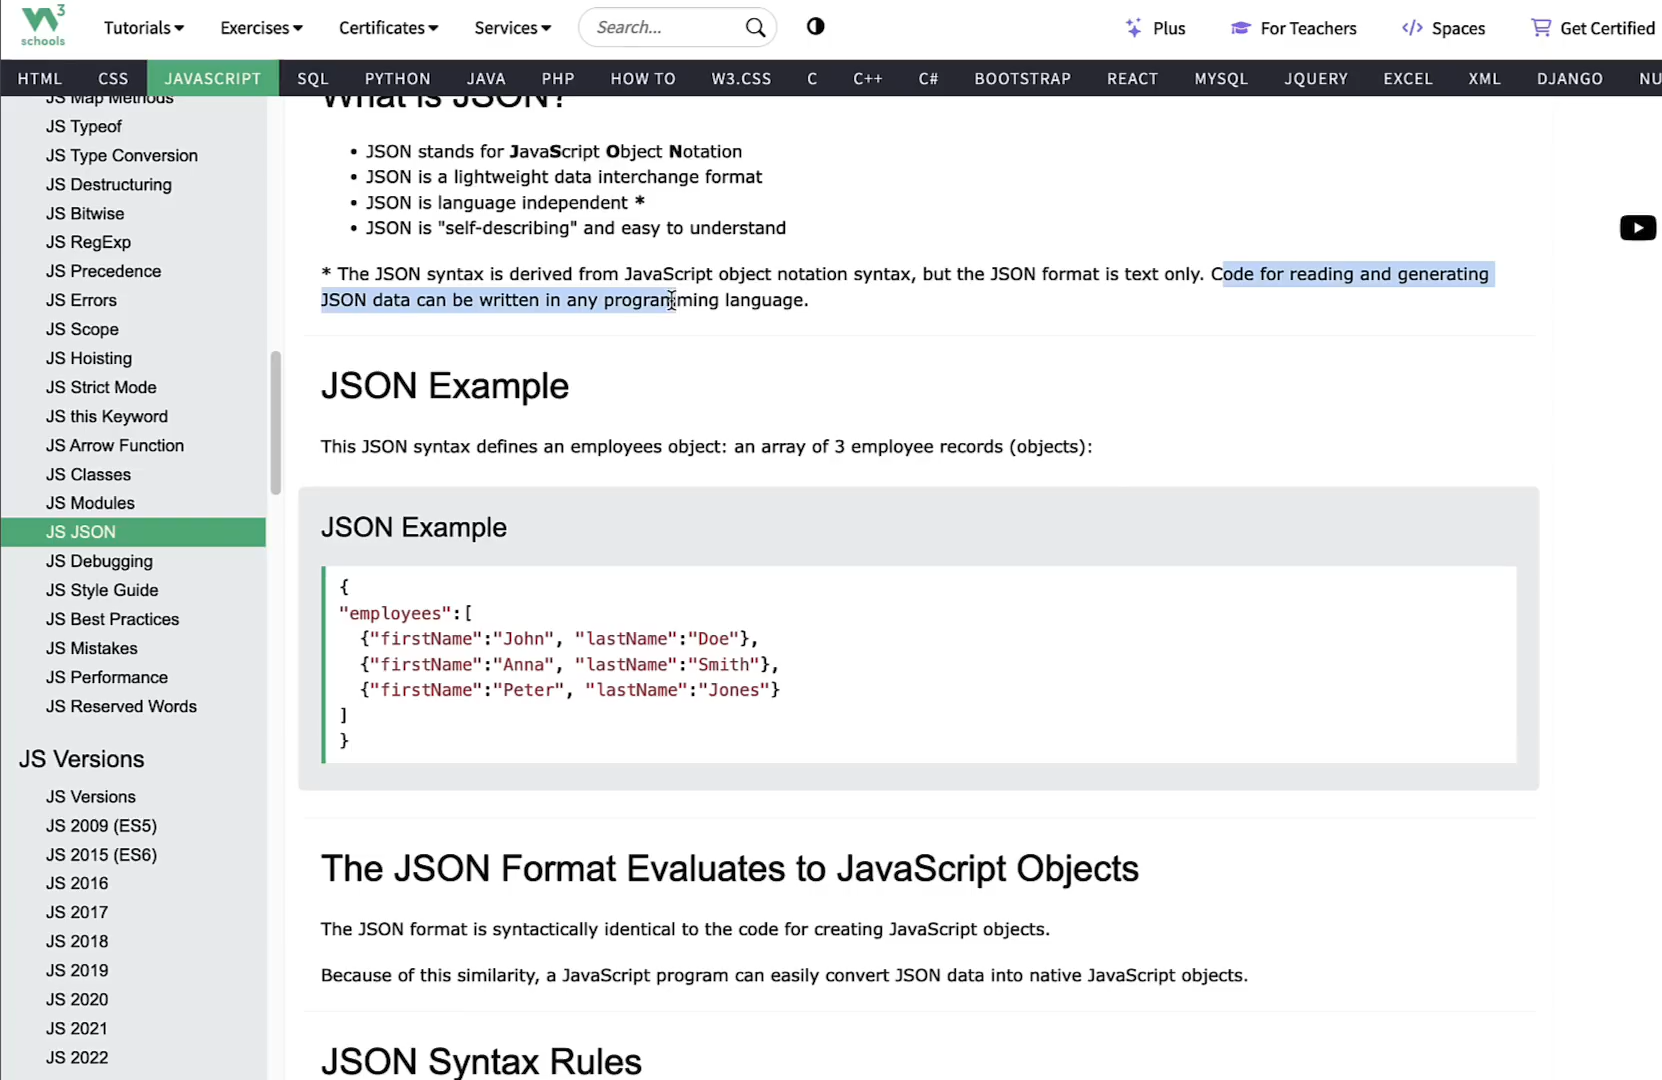 W3
schools
Tutorials
Exercises
Certificates
Services
Search...
Plus
For Teachers
</> Spaces
Get Certified
HTML
CSS
JAVASCRIPT
SQL
PYTHON
JAVA
PHP
HOW TO
W3.CSS
C
C++
C#
BOOTSTRAP
REACT
MYSQL
JQUERY
EXCEL
XML
DJANGO
NU
JS Map Methods
JS Typeof
JS Type Conversion
JS Destructuring
JS Bitwise
JS RegExp
JS Precedence
JS Errors
JS Scope
JS Hoisting
JS Strict Mode
JS this Keyword
JS Arrow Function
JS Classes
JS Modules
JS JSON
JS Debugging
JS Style Guide
JS Best Practices
JS Mistakes
JS Performance
JS Reserved Words
JS Versions
JS Versions
JS 2009 (ES5)
JS 2015 (ES6)
JS 2016
JS 2017
JS 2018
JS 2019
JS 2020
JS 2021
JS 2022
What is JSON?
• JSON stands for JavaScript Object Notation
• JSON is a lightweight data interchange format
• JSON is language independent *
• JSON is "self-describing" and easy to understand
* The JSON syntax is derived from JavaScript object notation syntax, but the JSON format is text only. Code for reading and generating
JSON data can be written in any programming language.
JSON Example
This JSON syntax defines an employees object: an array of 3 employee records (objects):
JSON Example
{
"employees":[
  {"firstName":"John", "lastName":"Doe"},
  {"firstName":"Anna", "lastName":"Smith"},
  {"firstName":"Peter", "lastName":"Jones"}
]
}
The JSON Format Evaluates to JavaScript Objects
The JSON format is syntactically identical to the code for creating JavaScript objects.
Because of this similarity, a JavaScript program can easily convert JSON data into native JavaScript objects.
JSON Syntax Rules